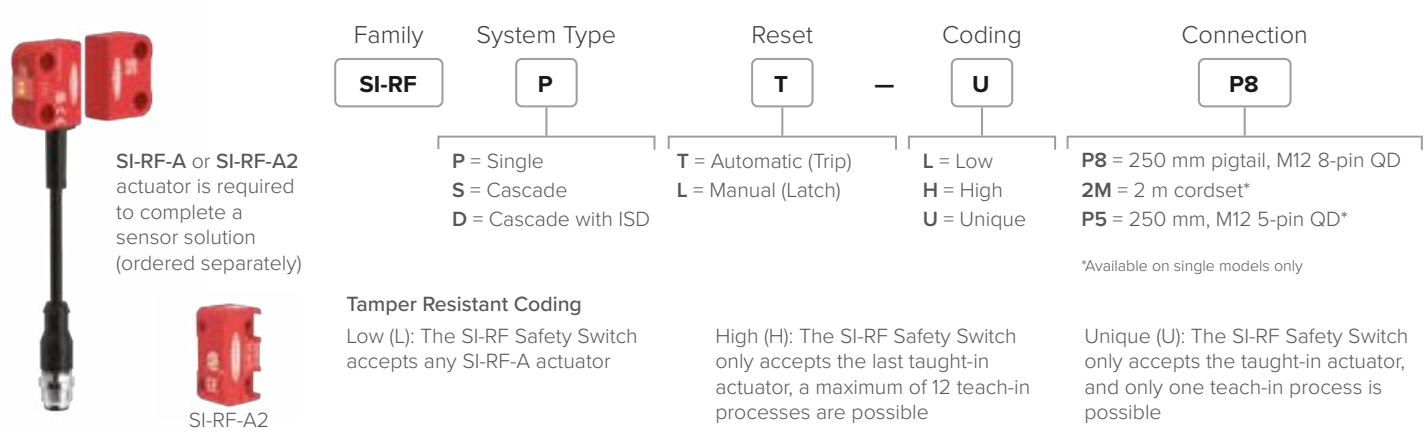 Family
System Type
Reset
Coding
Connection
SI-RF
P
T
—
U
P8
SI-RF-A or SI-RF-A2
actuator is required
to complete a
sensor solution
(ordered separately)
SI-RF-A2
P = Single
S = Cascade
D = Cascade with ISD
T = Automatic (Trip)
L = Manual (Latch)
L = Low
H = High
U = Unique
P8 = 250 mm pigtail, M12 8-pin QD
2M = 2 m cordset*
P5 = 250 mm, M12 5-pin QD*
*Available on single models only
Tamper Resistant Coding
Low (L): The SI-RF Safety Switch
accepts any SI-RF-A actuator
High (H): The SI-RF Safety Switch
only accepts the last taught-in
actuator, a maximum of 12 teach-in
processes are possible
Unique (U): The SI-RF Safety Switch
only accepts the taught-in actuator,
and only one teach-in process is
possible